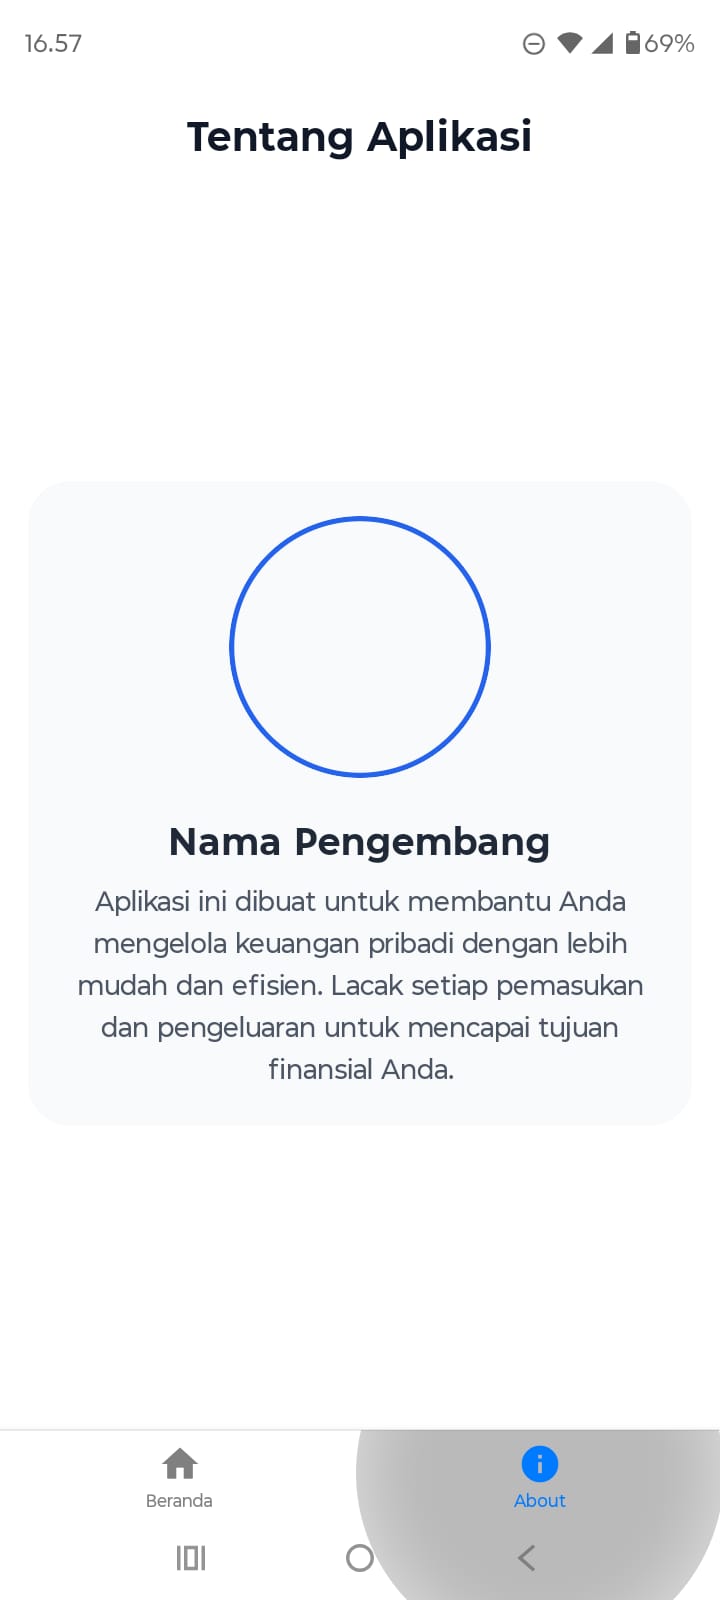 16.57
69%
Tentang Aplikasi
Nama Pengembang
Aplikasi ini dibuat untuk membantu Anda
mengelola keuangan pribadi dengan lebih
mudah dan efisien. Lacak setiap pemasukan
dan pengeluaran untuk mencapai tujuan
finansial Anda.
Beranda
About